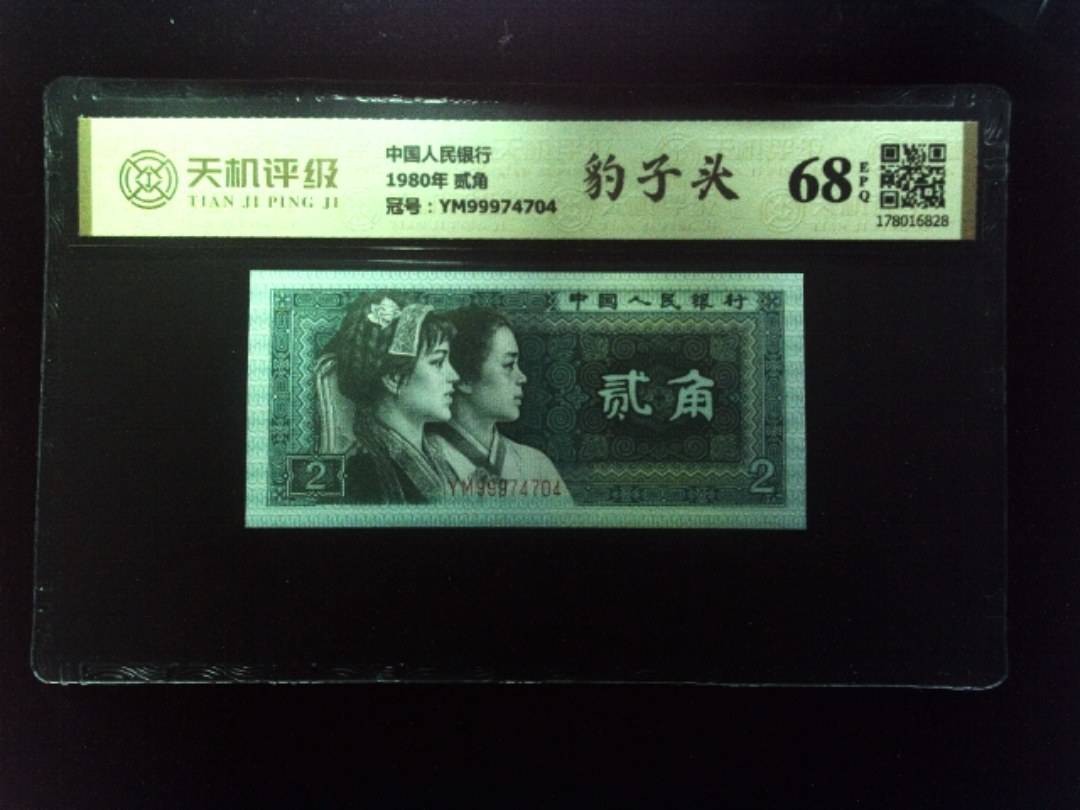 天机评级
TIAN JI PING JI
中国人民银行
1980年 贰角
冠号：YM99974704
豹子头
68
EPQ
178016828
中国人民银行
贰角
2
2
YM99974704